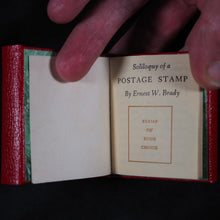 Soliloquy of a
POSTAGE STAMP
By Ernest W. Brady
STAMP
OF
YOUR
CHOICE